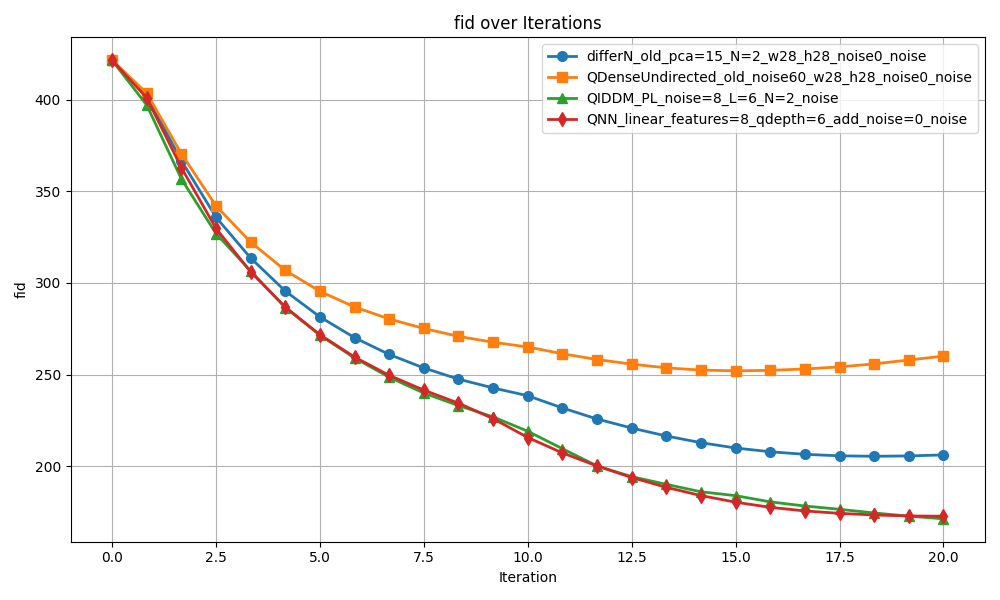 fid over Iterations
differN_old_pca=15_N=2_w28_h28_noise0_noise
QDenseUndirected_old_noise60_w28_h28_noise0_noise
QIDDM_PL_noise=8_L=6_N=2_noise
QNN_linear_features=8_qdepth=6_add_noise=0_noise
fid
400
350
300
250
200
0.0 2.5 5.0 7.5 10.0 12.5 15.0 17.5 20.0
Iteration